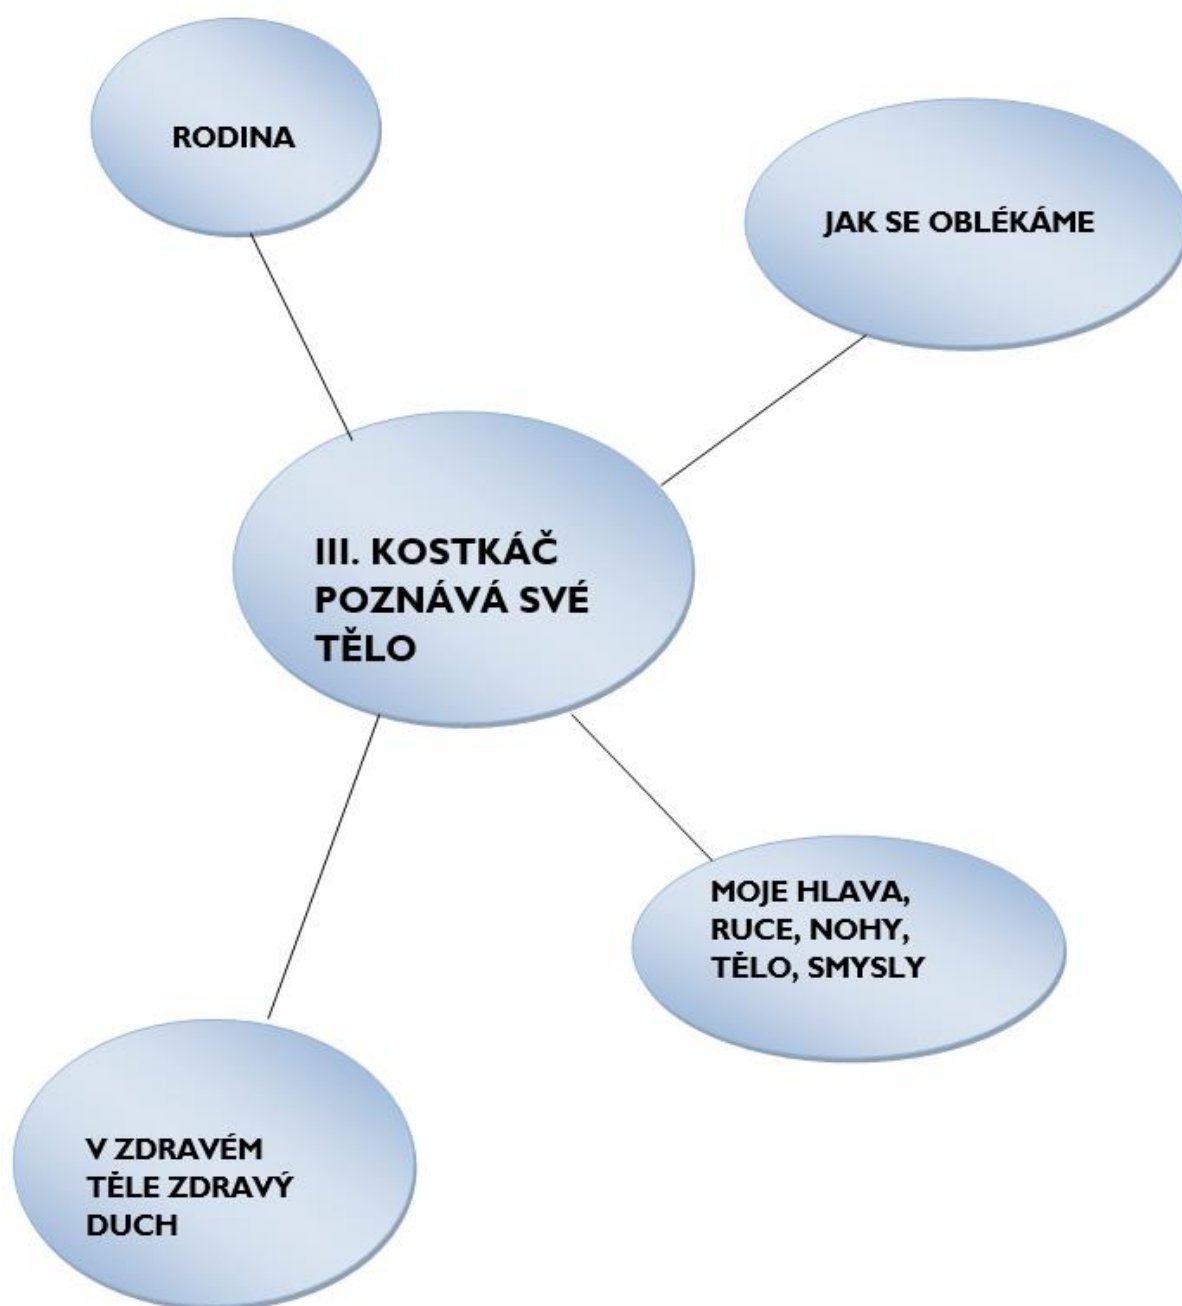 RODINA
JAK SE OBLÉKÁME
III. KOSTKÁČ
POZNÁVÁ SVÉ
TĚLO
MOJE HLAVA,
RUCE, NOHY,
TĚLO, SMYSLY
V ZDRAVÉM
TĚLE ZDRAVÝ
DUCH